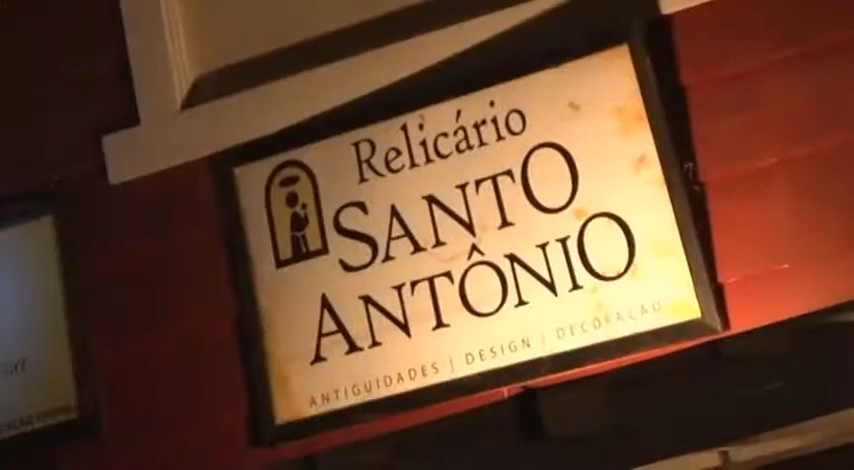 Relicário
SANTO
ANTÔNIO
ANTIGUIDADES | DESIGN | DECORAÇÃO